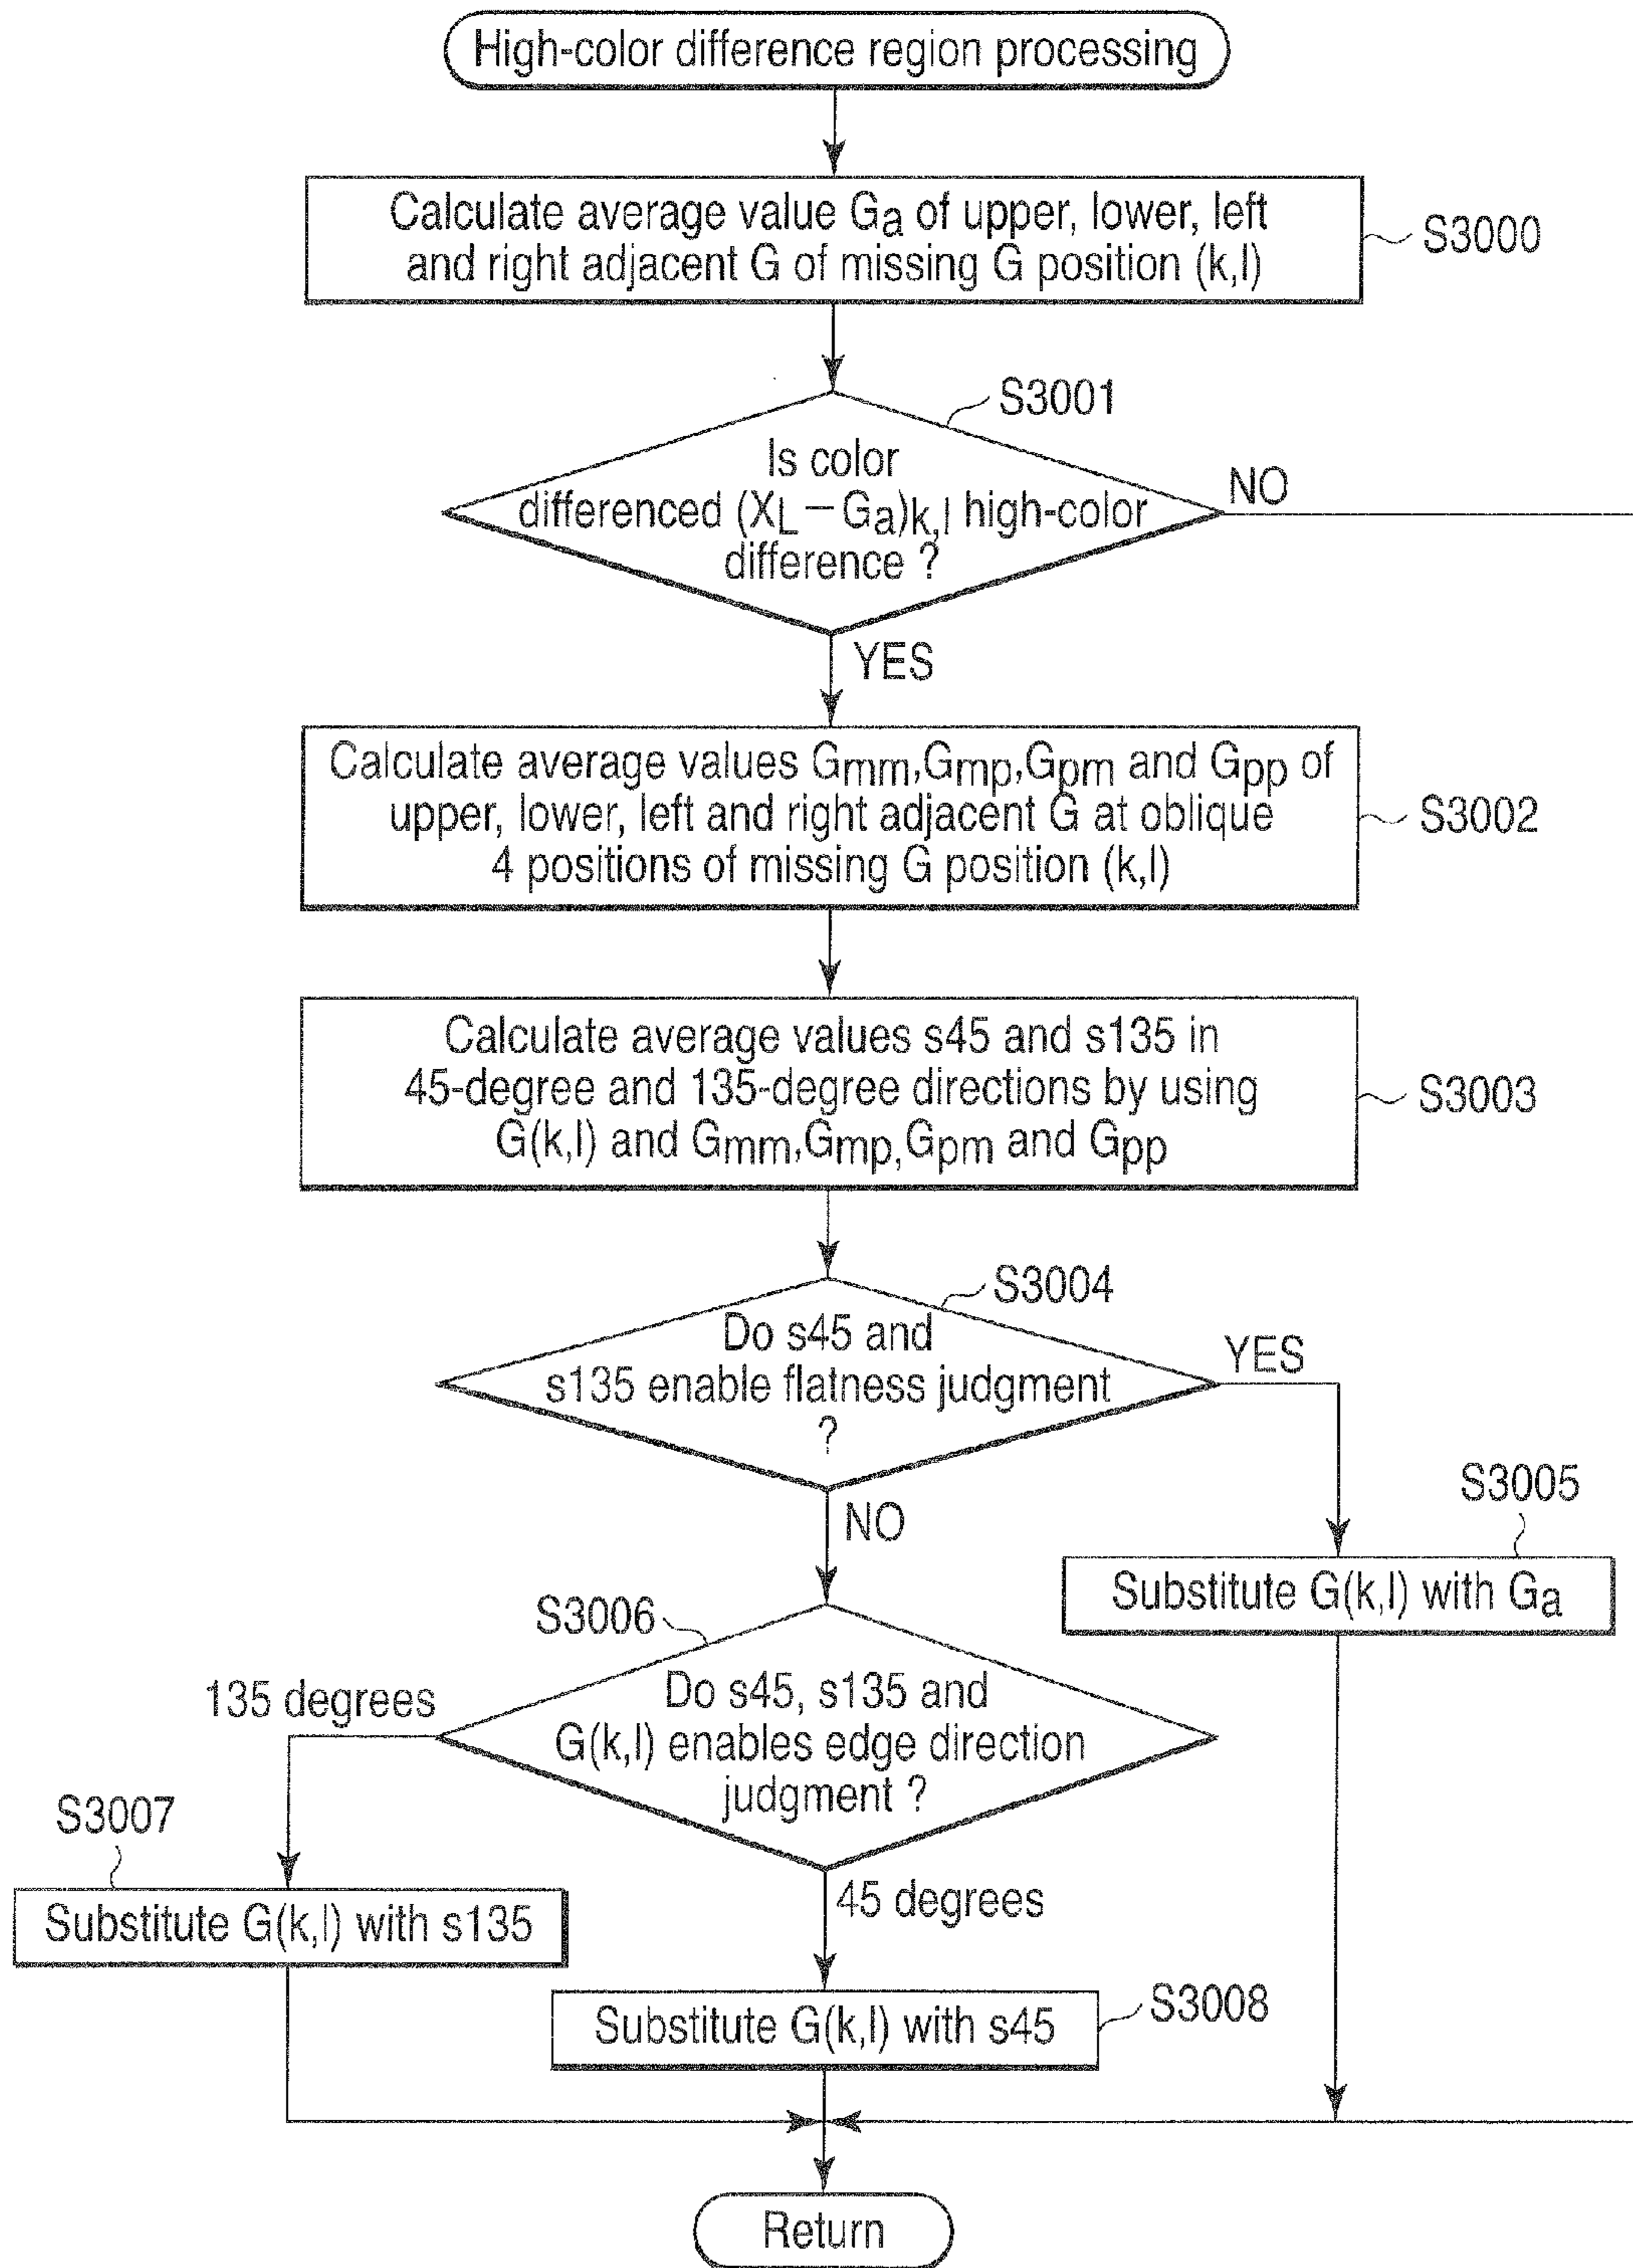 High-color difference region processing
Calculate average value Ga of upper, lower, left
and right adjacent G of missing G position (k,l)
S3000
S3001
Is color
differenced (XL−Ga)k,l high-color
difference ?
NO
YES
Calculate average values Gmm,Gmp,Gpm and Gpp of
upper, lower, left and right adjacent G at oblique
4 positions of missing G position (k,l)
S3002
Calculate average values s45 and s135 in
45-degree and 135-degree directions by using
G(k,l) and Gmm,Gmp,Gpm and Gpp
S3003
S3004
Do s45 and
s135 enable flatness judgment
?
YES
NO
S3005
Substitute G(k,l) with Ga
S3006
Do s45, s135 and
G(k,l) enables edge direction
judgment ?
135 degrees
45 degrees
S3007
Substitute G(k,l) with s135
Substitute G(k,l) with s45
S3008
Return